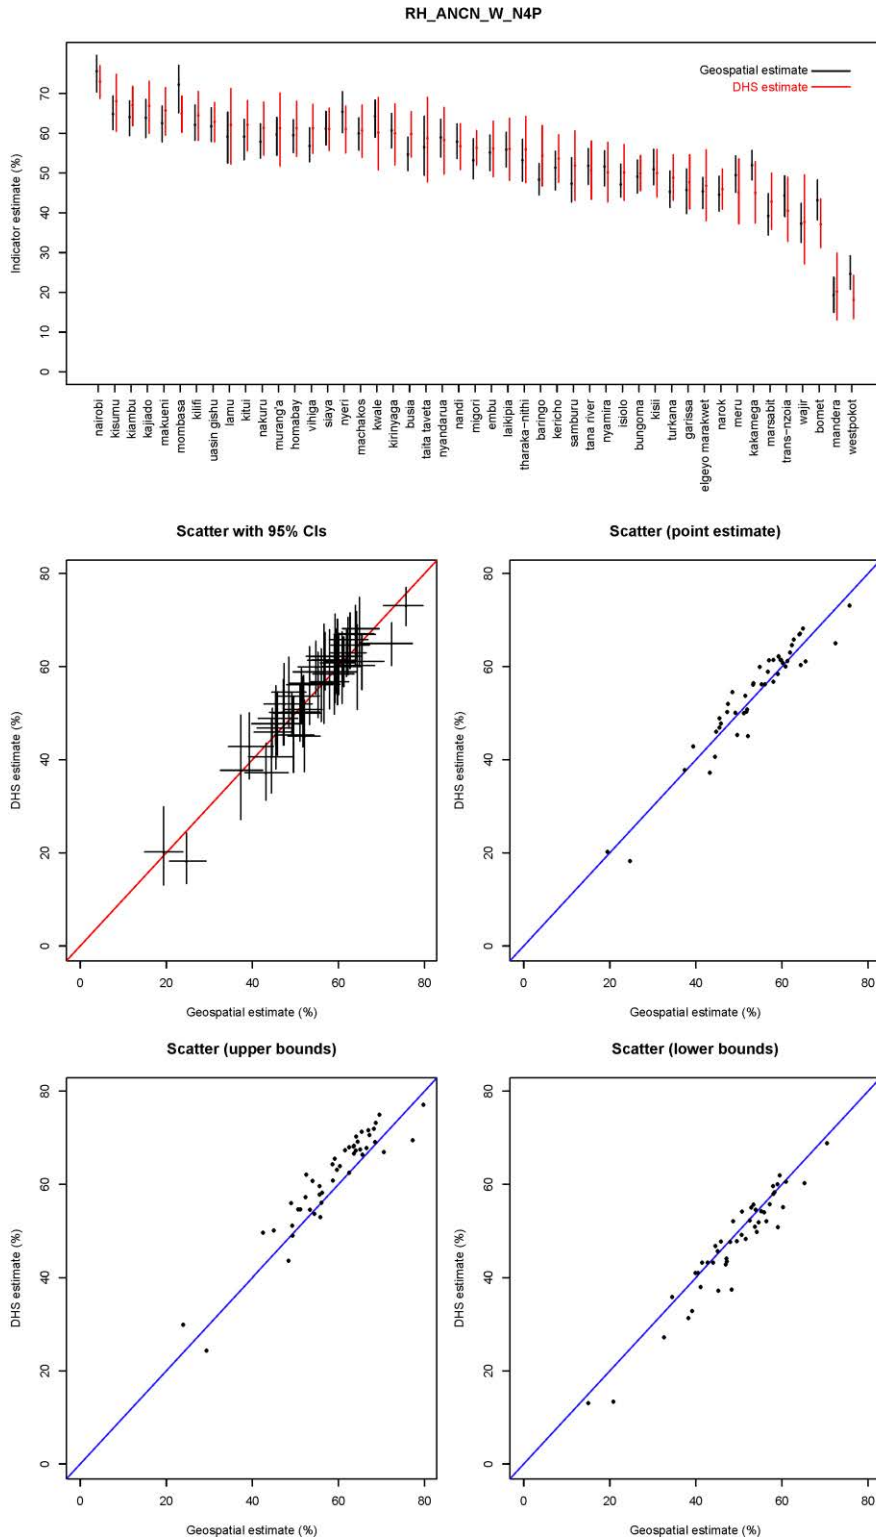 RH_ANCN_W_N4P
Geospatial estimate
DHS estimate
Indicator estimate (%)
70
60
50
40
30
20
10
0
nairobi
kisumu
kiambu
kajiado
makueni
mombasa
kilifi
uasin gishu
lamu
kitui
nakuru
murang'a
homabay
vihiga
siaya
nyeri
machakos
kwale
kirinyaga
busia
taita taveta
nyandarua
nandi
migori
embu
laikipia
tharaka−nithi
baringo
kericho
samburu
tana river
nyamira
isiolo
bungoma
kisii
turkana
garissa
elgeyo marakwet
narok
meru
kakamega
marsabit
trans−nzoia
wajir
bomet
mandera
westpokot
Scatter with 95% CIs
DHS estimate (%)
80
60
40
20
0
0 20 40 60 80
Geospatial estimate (%)
Scatter (point estimate)
DHS estimate (%)
80
60
40
20
0
0 20 40 60 80
Geospatial estimate (%)
Scatter (upper bounds)
DHS estimate (%)
80
60
40
20
0
0 20 40 60 80
Geospatial estimate (%)
Scatter (lower bounds)
DHS estimate (%)
80
60
40
20
0
0 20 40 60 80
Geospatial estimate (%)